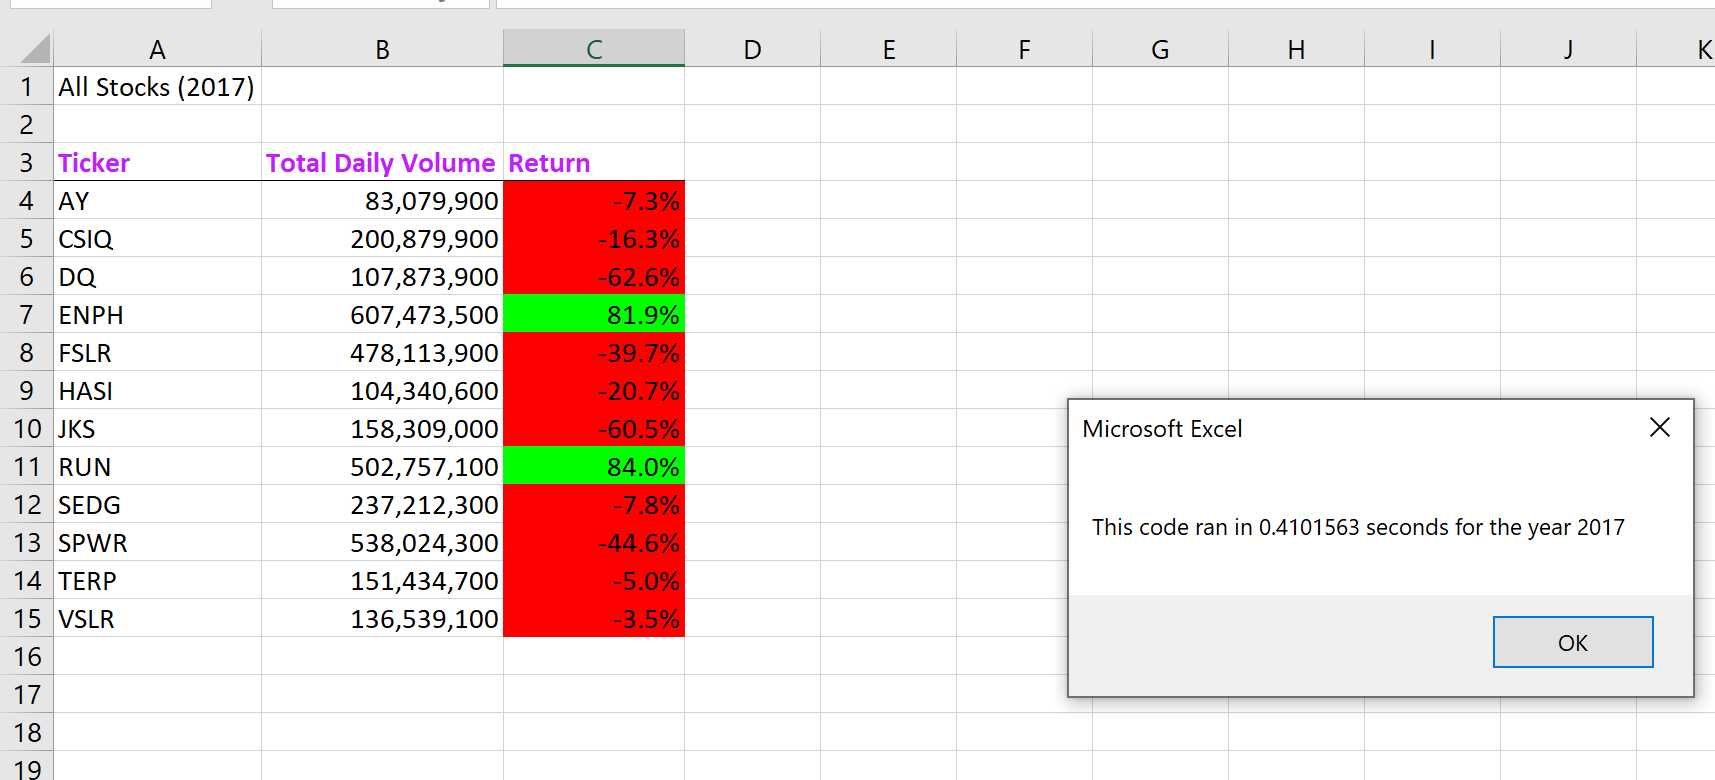 A B C D E F G H I J K
1 All Stocks (2017)
2
3 Ticker Total Daily Volume Return
4 AY 83,079,900 -7.3%
5 CSIQ 200,879,900 -16.3%
6 DQ 107,873,900 -62.6%
7 ENPH 607,473,500 81.9%
8 FSLR 478,113,900 -39.7%
9 HASI 104,340,600 -20.7%
10 JKS 158,309,000 -60.5%
11 RUN 502,757,100 84.0%
12 SEDG 237,212,300 -7.8%
13 SPWR 538,024,300 -44.6%
14 TERP 151,434,700 -5.0%
15 VSLR 136,539,100 -3.5%
16
17
18
19
Microsoft Excel
This code ran in 0.4101563 seconds for the year 2017
OK